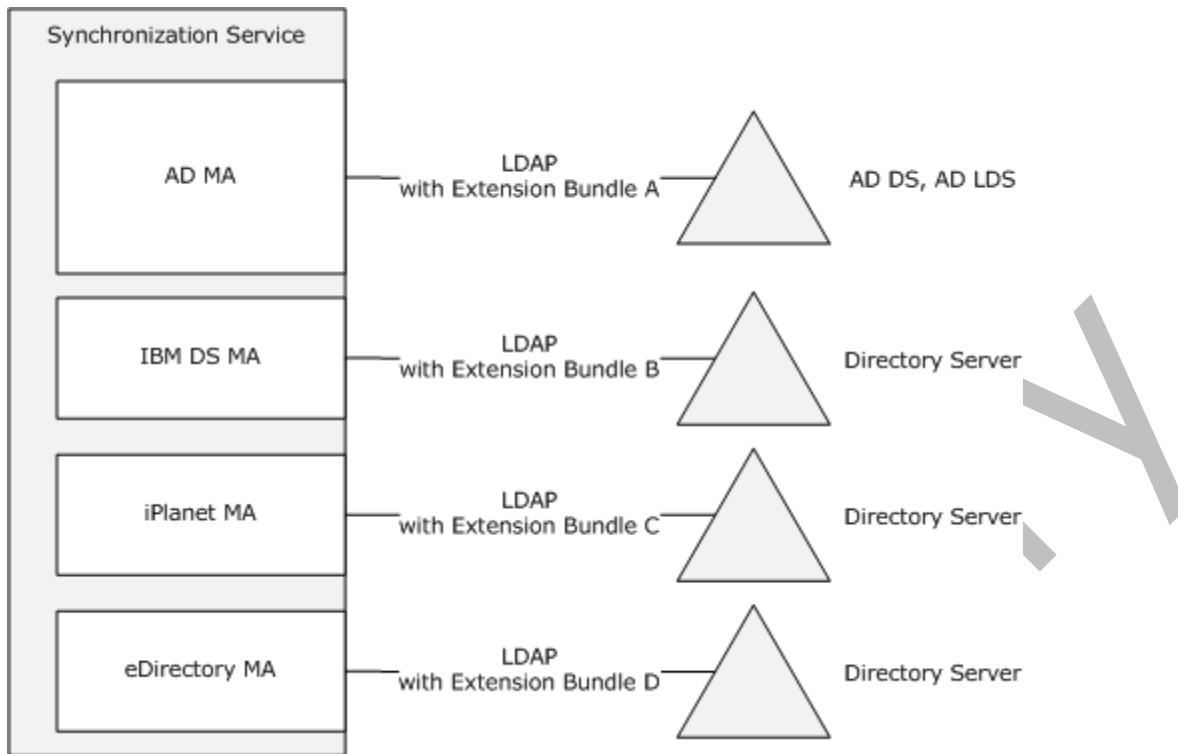 Synchronization Service
AD MA
LDAP
with Extension Bundle A
AD DS, AD LDS
IBM DS MA
LDAP
with Extension Bundle B
Directory Server
iPlanet MA
LDAP
with Extension Bundle C
Directory Server
eDirectory MA
LDAP
with Extension Bundle D
Directory Server